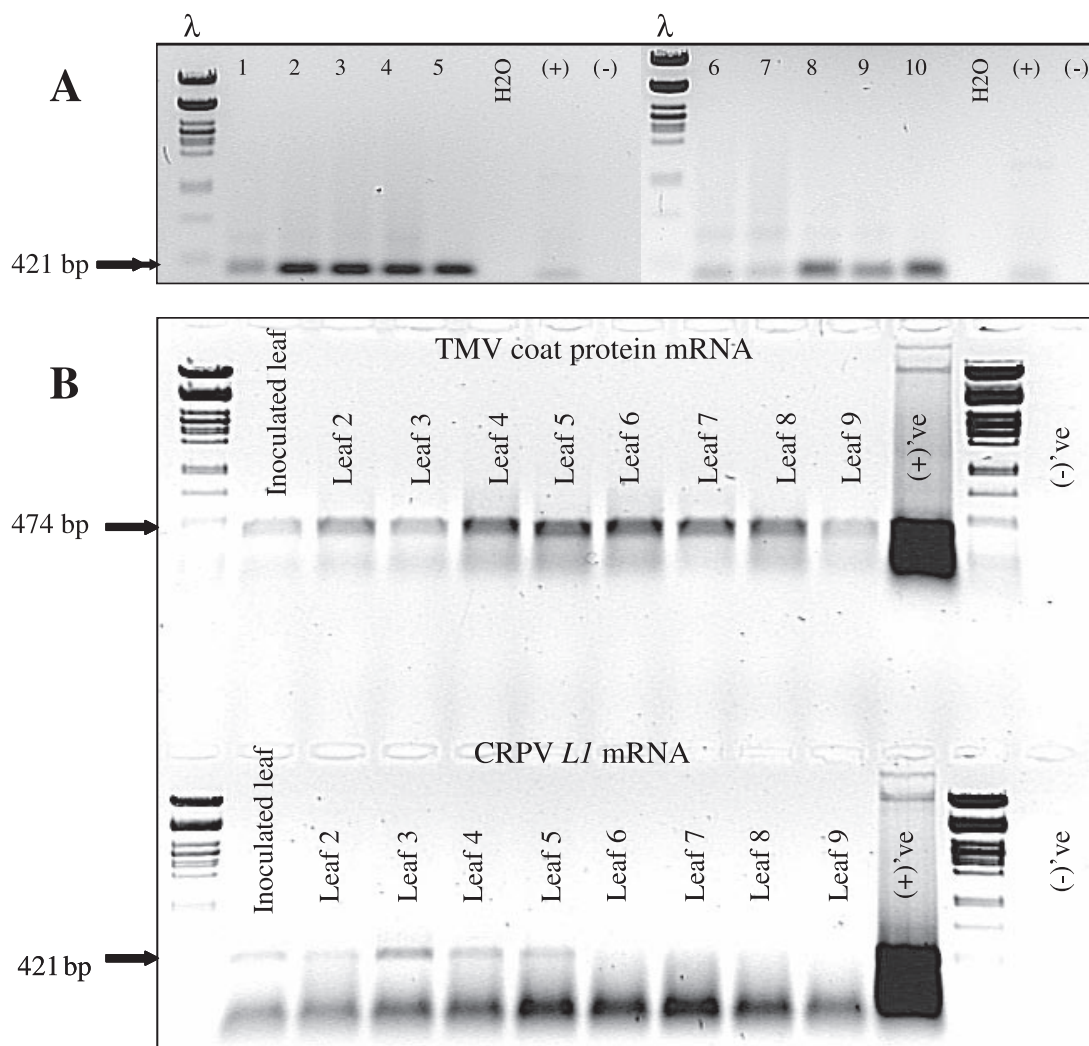 λ λ
A
1 2 3 4 5 H2O (+) (-) 6 7 8 9 10 H2O (+) (-)
421 bp
B
TMV coat protein mRNA
Inoculated leaf Leaf 2 Leaf 3 Leaf 4 Leaf 5 Leaf 6 Leaf 7 Leaf 8 Leaf 9 (+)'ve (-)'ve
474 bp
CRPV L1 mRNA
Inoculated leaf Leaf 2 Leaf 3 Leaf 4 Leaf 5 Leaf 6 Leaf 7 Leaf 8 Leaf 9 (+)'ve (-)'ve
421 bp